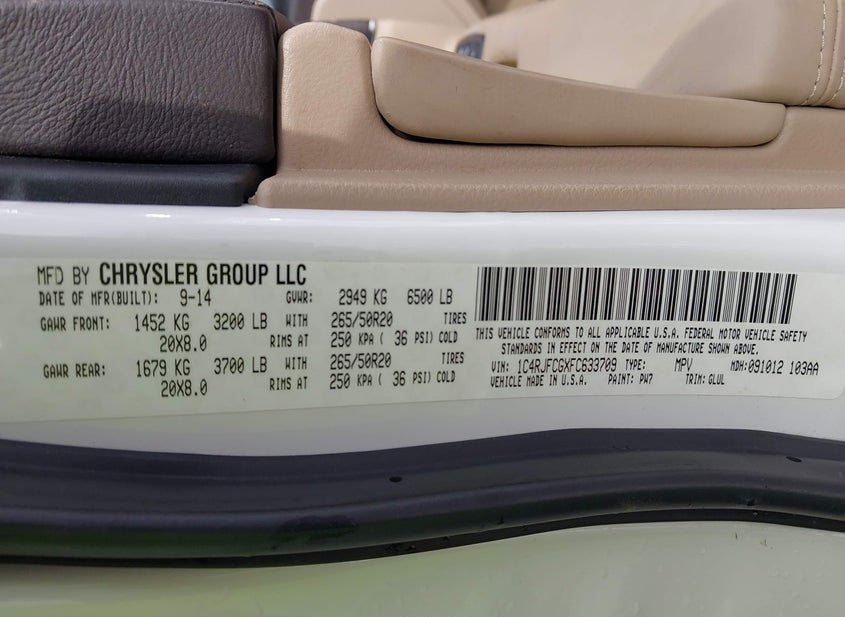 MFD BY CHRYSLER GROUP LLC
DATE OF MFR(BUILT): 9-14 GVWR: 2949 KG 6500 LB
GAWR FRONT: 1452 KG 3200 LB WITH 265/50R20 TIRES
20X8.0 RIMS AT 250 KPA ( 36 PSI) COLD
GAWR REAR: 1679 KG 3700 LB WITH 265/50R20 TIRES
20X8.0 RIMS AT 250 KPA ( 36 PSI) COLD
THIS VEHICLE CONFORMS TO ALL APPLICABLE U.S.A. FEDERAL MOTOR VEHICLE SAFETY
STANDARDS IN EFFECT ON THE DATE OF MANUFACTURE SHOWN ABOVE.
VIN: 1C4RJFCGXFC633709 TYPE: MPV MDH:091012 103AA
VEHICLE MADE IN U.S.A. PAINT: PW7 TRIM: GLUL